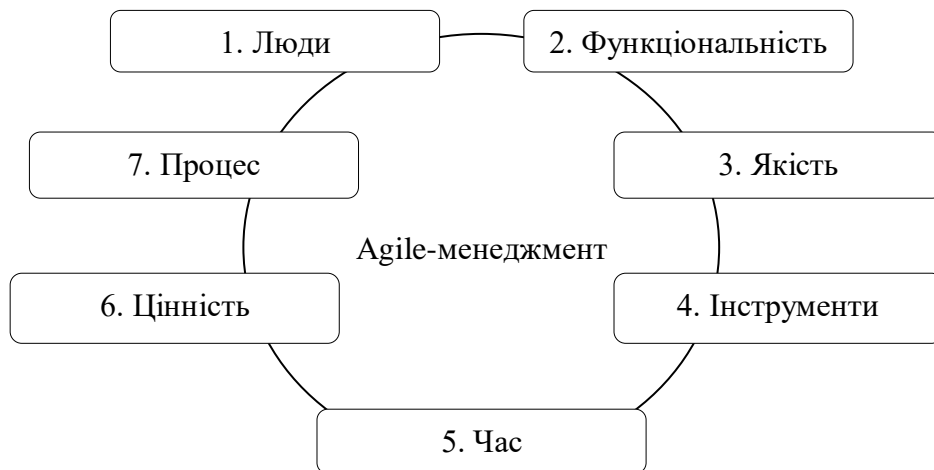 1. Люди
2. Функціональність
7. Процес
3. Якість
Agile-менеджмент
6. Цінність
4. Інструменти
5. Час